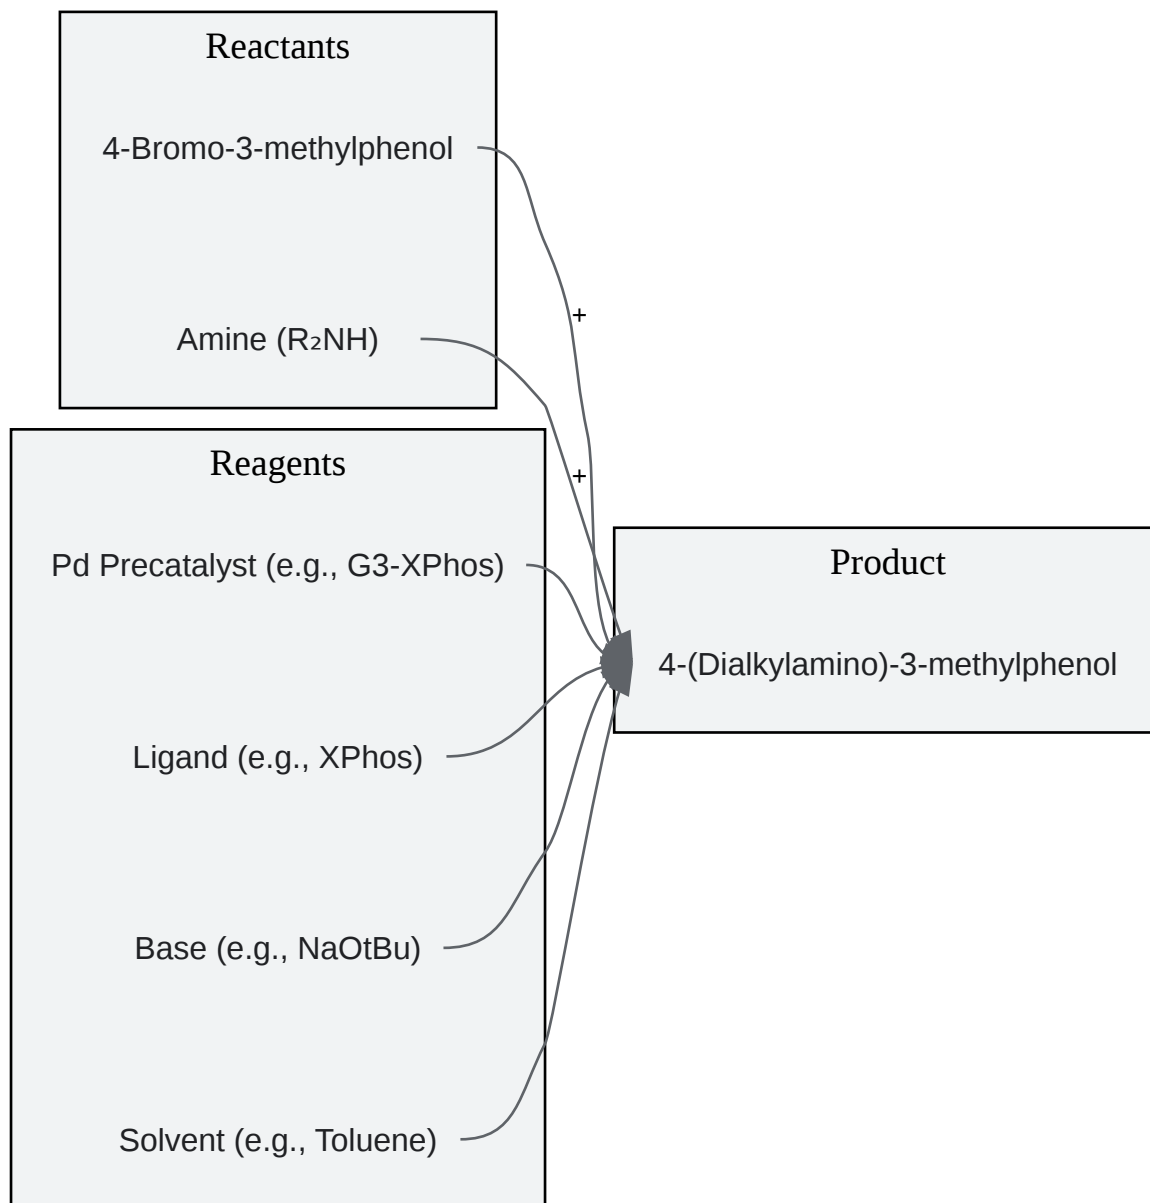 Reactants
4-Bromo-3-methylphenol
+
Amine (R₂NH)
Reagents
+
Pd Precatalyst (e.g., G3-XPhos)
Product
4-(Dialkylamino)-3-methylphenol
Ligand (e.g., XPhos)
Base (e.g., NaOtBu)
Solvent (e.g., Toluene)